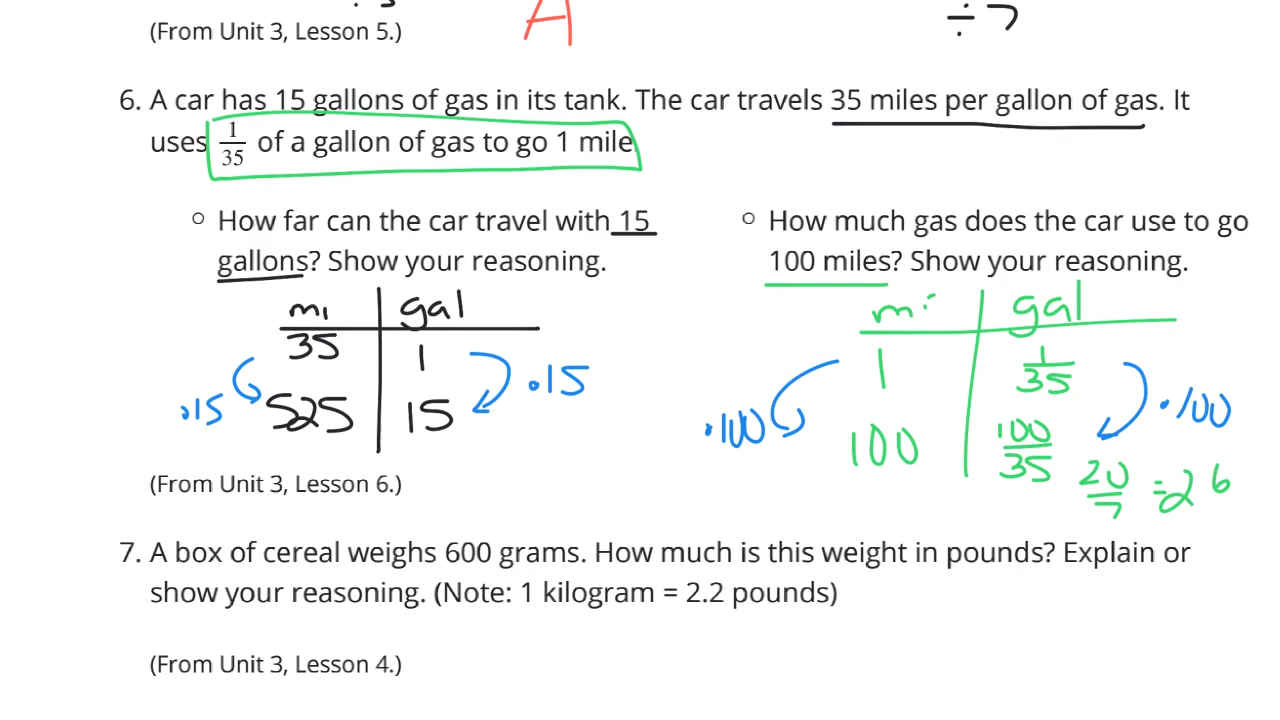 (From Unit 3, Lesson 5.)
A
÷7
6. A car has 15 gallons of gas in its tank. The car travels 35 miles per gallon of gas. It
uses 1/35 of a gallon of gas to go 1 mile.
○ How far can the car travel with 15
gallons? Show your reasoning.
mi gal
35 1
·15 ·15
525 15
○ How much gas does the car use to go
100 miles? Show your reasoning.
mi gal
1 1/35
·100 ·100
100 100/35
20/7 = 2 6
(From Unit 3, Lesson 6.)
7. A box of cereal weighs 600 grams. How much is this weight in pounds? Explain or
show your reasoning. (Note: 1 kilogram = 2.2 pounds)
(From Unit 3, Lesson 4.)